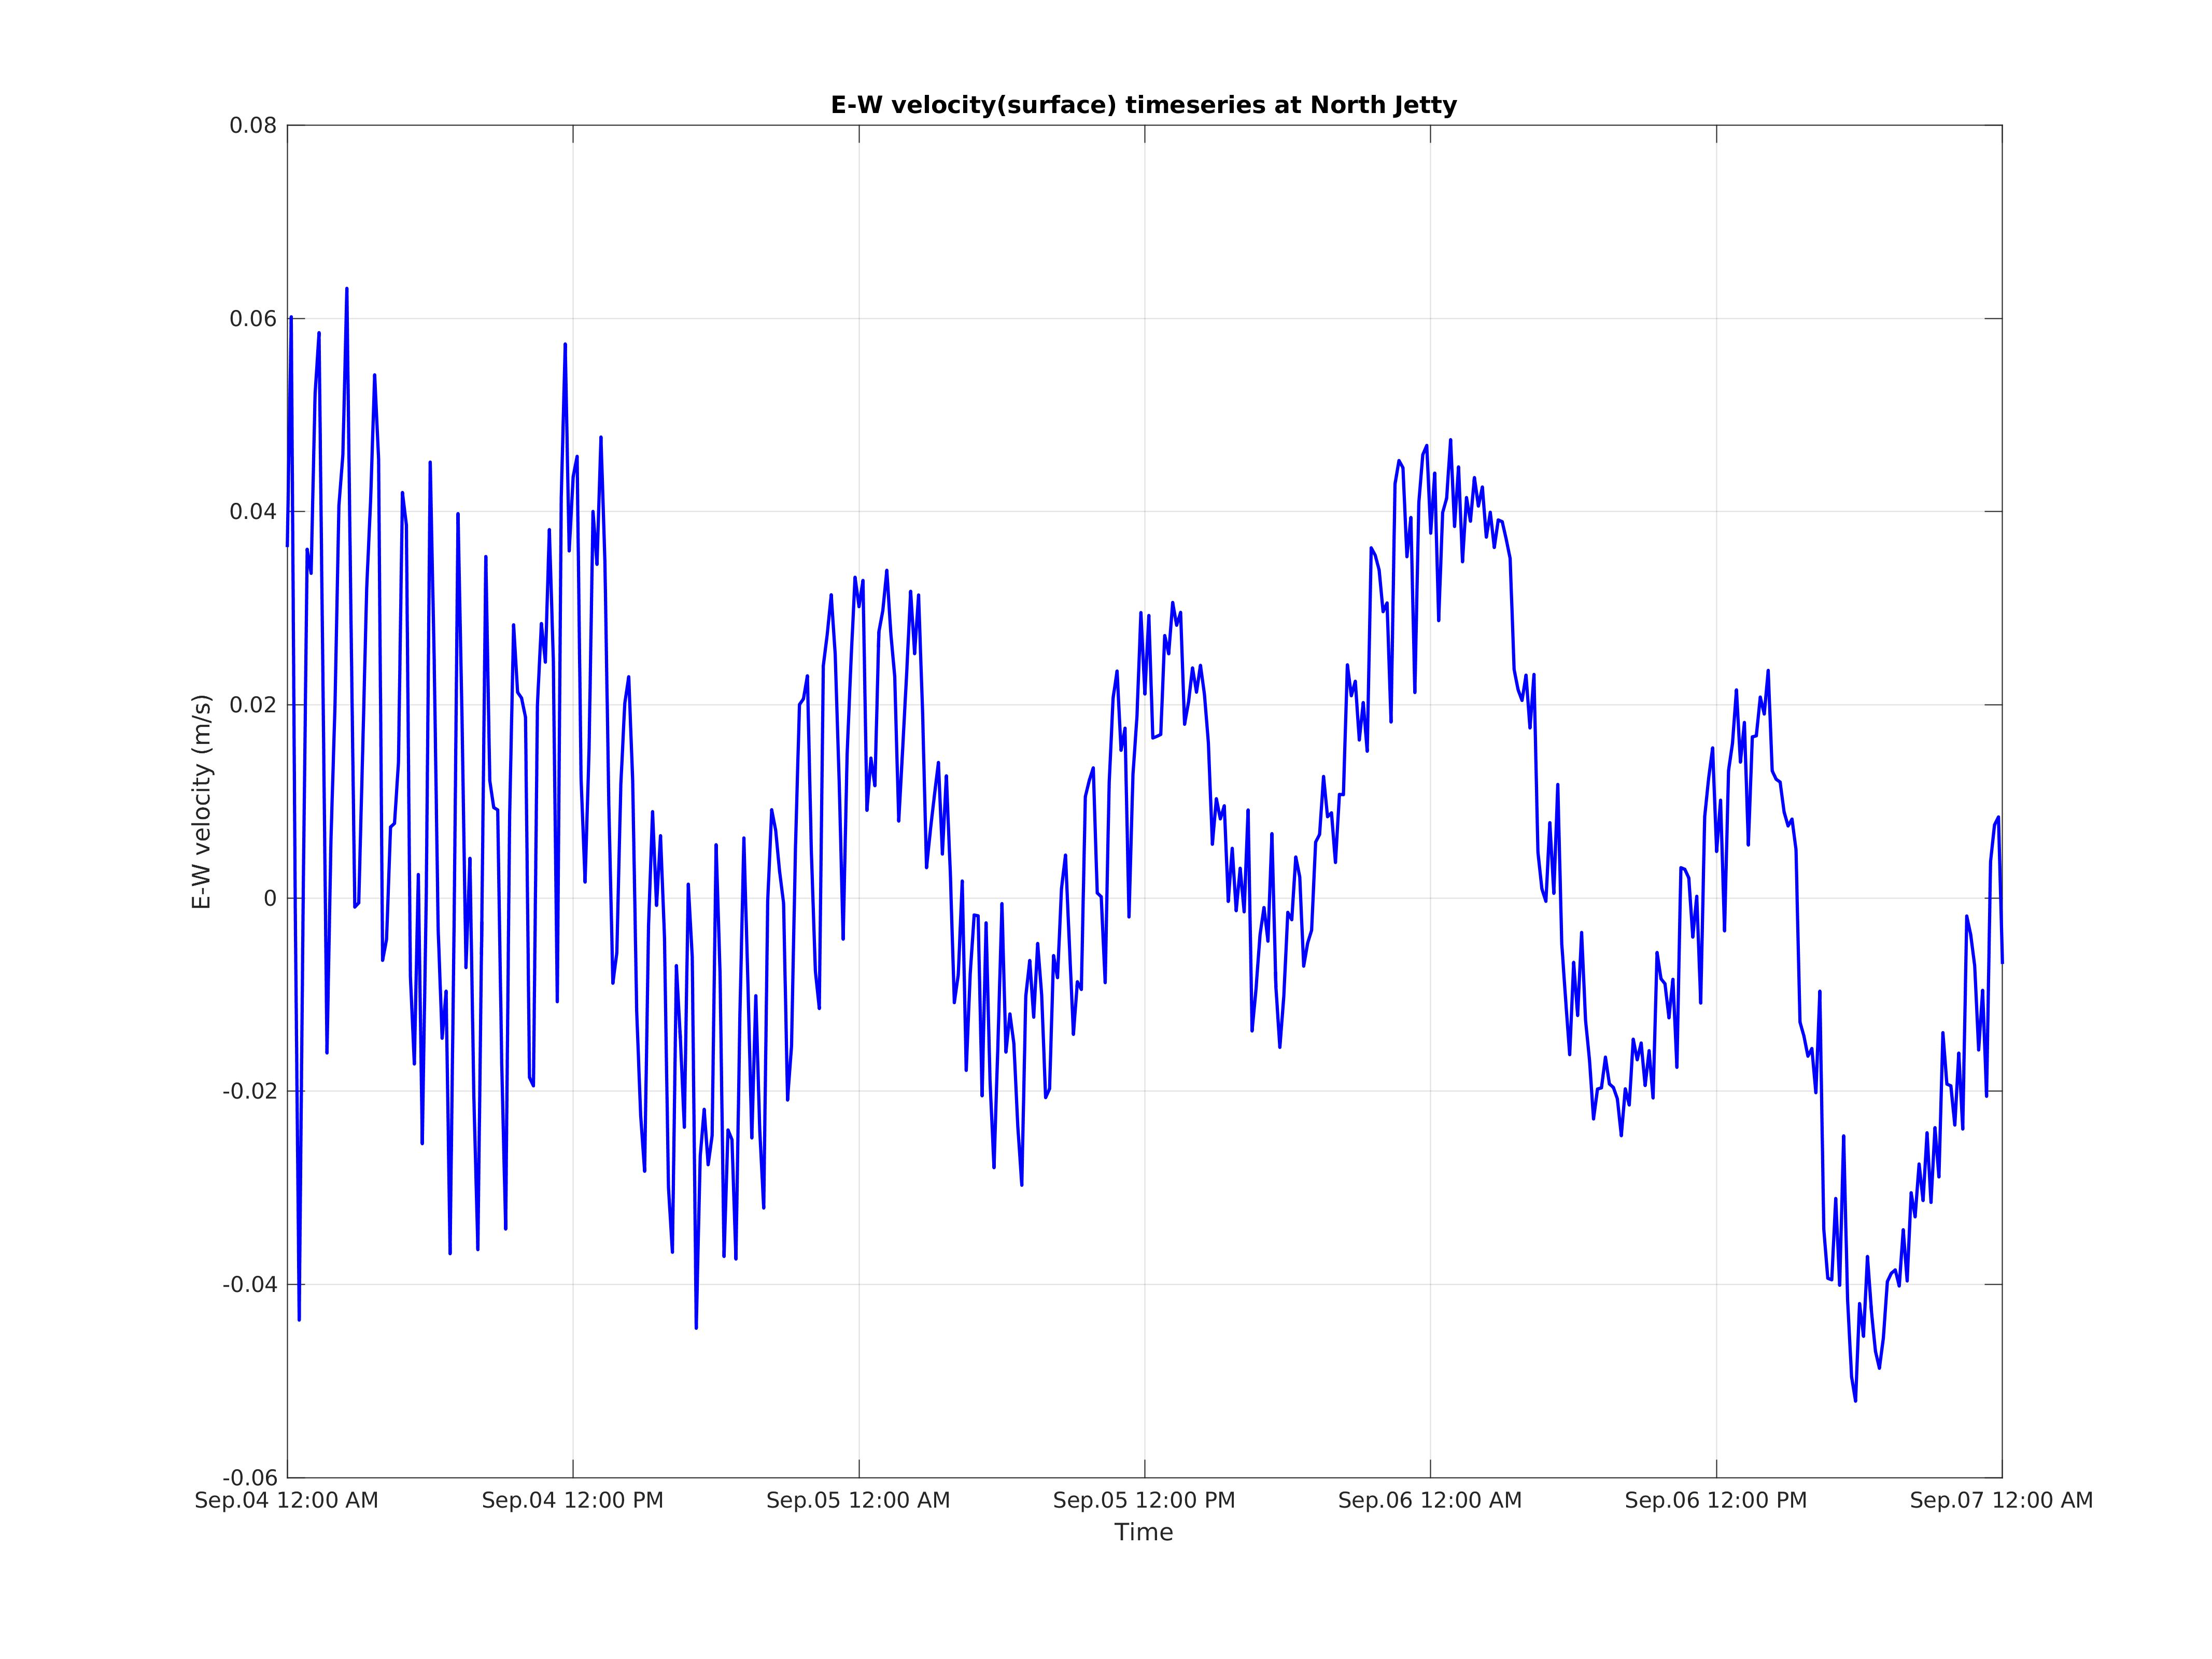 E-W velocity(surface) timeseries at North Jetty
0.08
0.06
0.04
0.02
0
-0.02
-0.04
-0.06
E-W velocity (m/s)
Sep.04 12:00 AM Sep.04 12:00 PM Sep.05 12:00 AM Sep.05 12:00 PM Sep.06 12:00 AM Sep.06 12:00 PM Sep.07 12:00 AM
Time